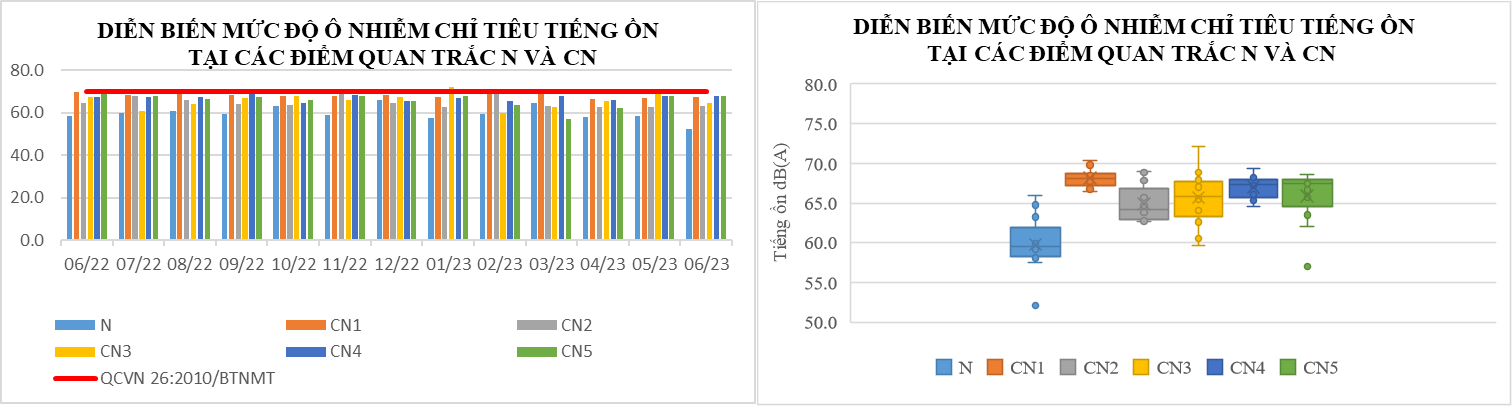 DIỄN BIẾN MỨC ĐỘ Ô NHIỄM CHỈ TIÊU TIẾNG ỒN
TẠI CÁC ĐIỂM QUAN TRẮC N VÀ CN
80.0
60.0
40.0
20.0
0.0
06/22 07/22 08/22 09/22 10/22 11/22 12/22 01/23 02/23 03/23 04/23 05/23 06/23
N CN1 CN2
CN3 CN4 CN5
QCVN 26:2010/BTNMT
DIỄN BIẾN MỨC ĐỘ Ô NHIỄM CHỈ TIÊU TIẾNG ỒN
TẠI CÁC ĐIỂM QUAN TRẮC N VÀ CN
Tiếng ồn dB(A)
80.0
75.0
70.0
65.0
60.0
55.0
50.0
N CN1 CN2 CN3 CN4 CN5